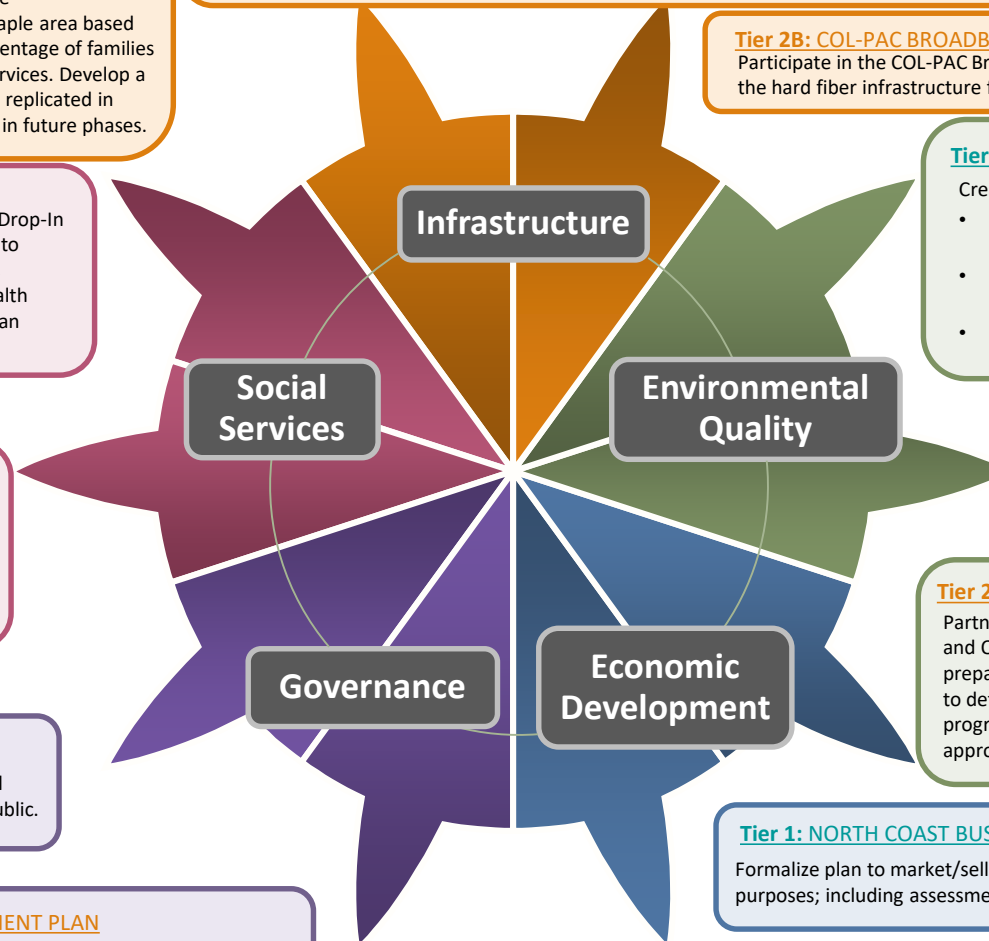 aple area based
entage of families
rvices. Develop a
replicated in
in future phases.
Tier 2B: COL-PAC BROADB
Participate in the COL-PAC Br
the hard fiber infrastructure f
Drop-In
to
alth
an
Tier
Cre
•
•
•
Infrastructure
Social
Services
Environmental
Quality
Governance
Economic
Development
ublic.
Tier 2
Partn
and C
prepa
to de
progr
appro
MENT PLAN
Tier 1: NORTH COAST BUS
Formalize plan to market/sell
purposes; including assessme